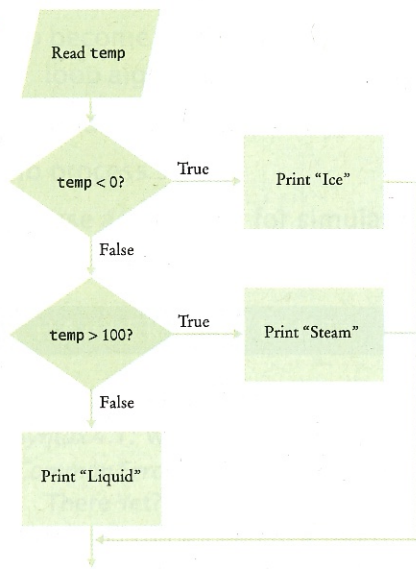 Read temp
temp < 0?
True
Print “Ice”
False
temp > 100?
True
Print “Steam”
False
Print “Liquid”